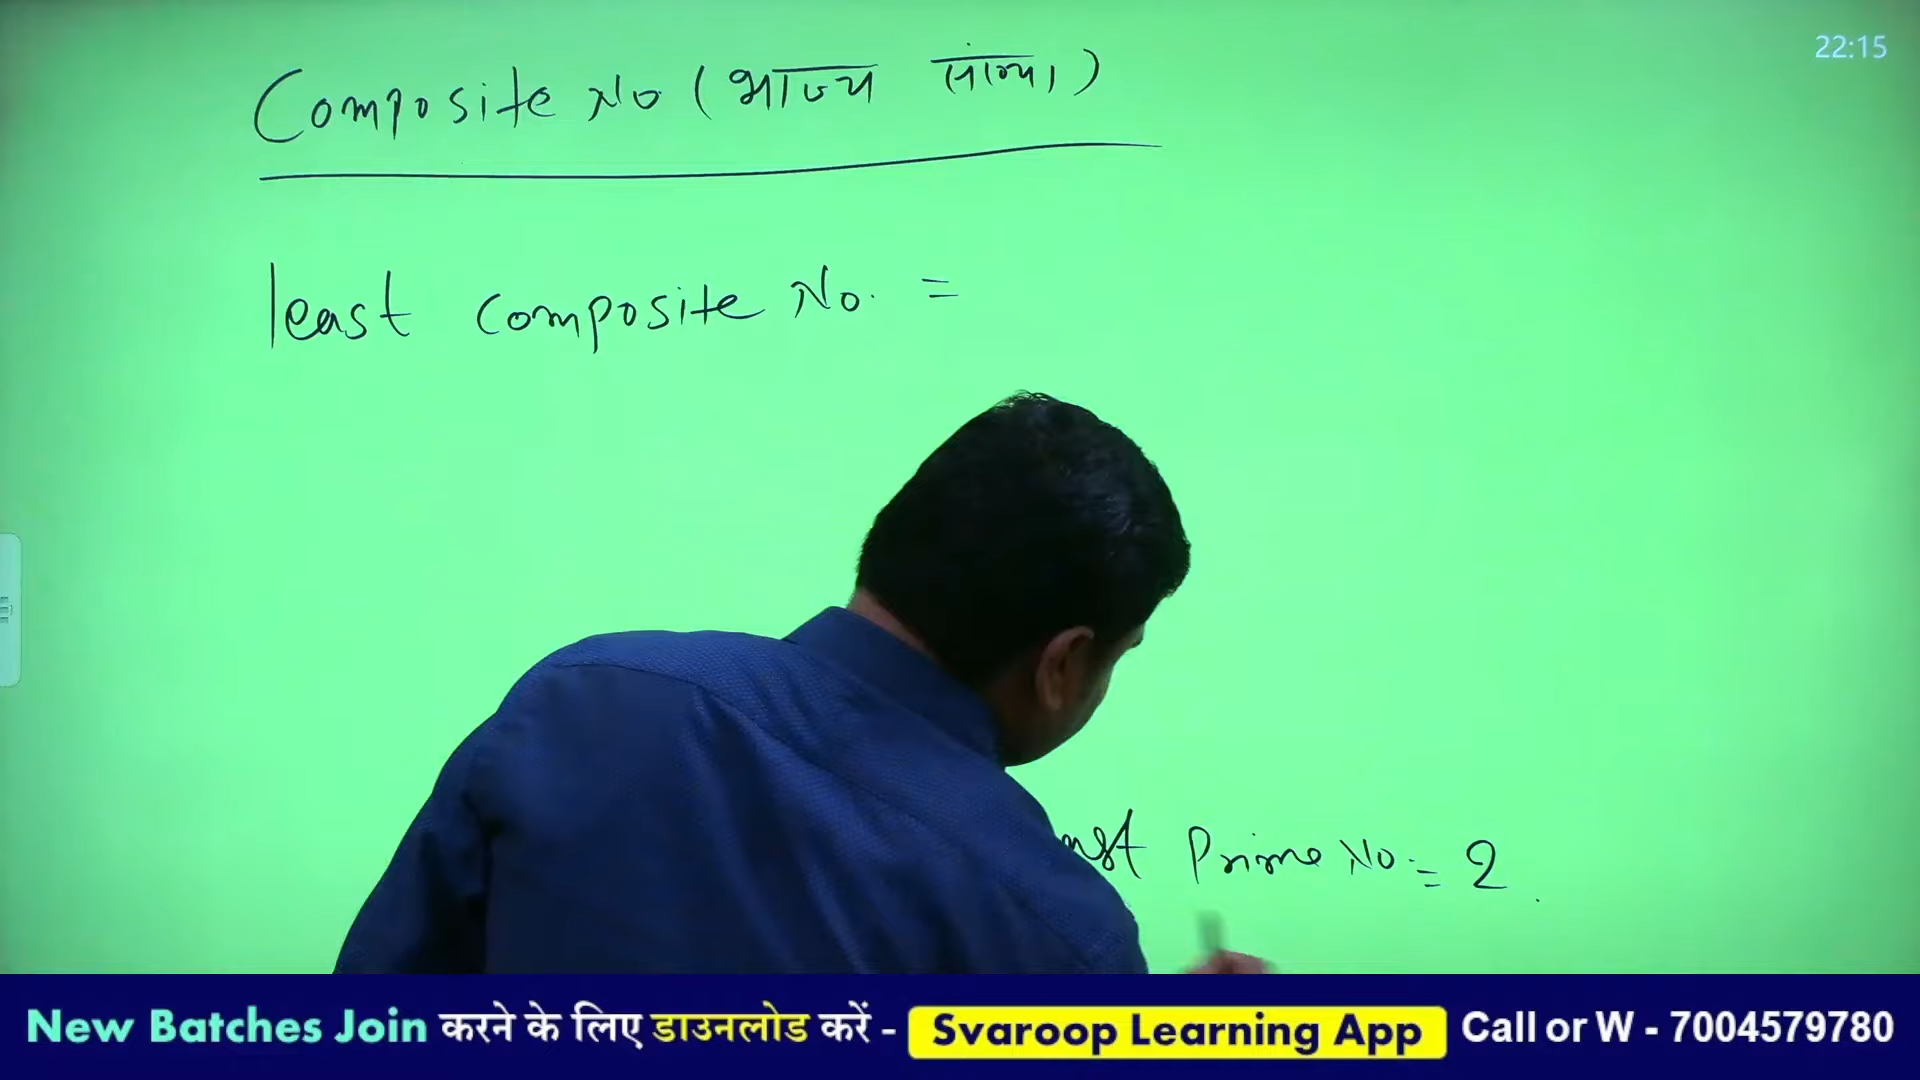 22:15
Composite No (भाज्य संख्या)
least composite No. =
Prime No. = 2
New Batches Join करने के लिए डाउनलोड करें - Svaroop Learning App Call or W - 7004579780